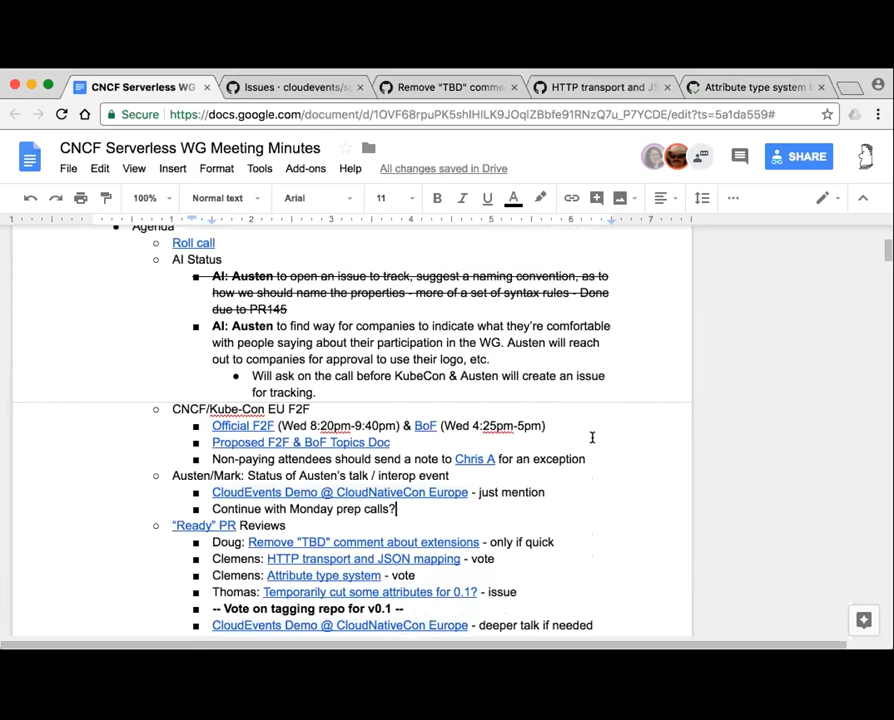 CNCF Serverless WG
Issues · cloudevents/s
Remove "TBD" comme
HTTP transport and JS
Attribute type system
Secure
https://docs.google.com/document/d/1OVF68rpuPK5shIHILK9JOqlZBbfe91RNzQ7u_P7YCDE/edit?ts=5a1da559#
CNCF Serverless WG Meeting Minutes
File Edit View Insert Format Tools Add-ons Help All changes saved in Drive
SHARE
100% Normal text Arial 11 B I U A
1 1 2 3 4 5 6 7
Agenda
Roll call
AI Status
AI: Austen to open an issue to track, suggest a naming convention, as to
how we should name the properties - more of a set of syntax rules - Done
due to PR145
AI: Austen to find way for companies to indicate what they're comfortable
with people saying about their participation in the WG. Austen will reach
out to companies for approval to use their logo, etc.
Will ask on the call before KubeCon & Austen will create an issue
for tracking.
CNCF/Kube-Con EU F2F
Official F2F (Wed 8:20pm-9:40pm) & BoF (Wed 4:25pm-5pm)
Proposed F2F & BoF Topics Doc
Non-paying attendees should send a note to Chris A for an exception
Austen/Mark: Status of Austen's talk / interop event
CloudEvents Demo @ CloudNativeCon Europe - just mention
Continue with Monday prep calls?
"Ready" PR Reviews
Doug: Remove "TBD" comment about extensions - only if quick
Clemens: HTTP transport and JSON mapping - vote
Clemens: Attribute type system - vote
Thomas: Temporarily cut some attributes for 0.1? - issue
-- Vote on tagging repo for v0.1 --
CloudEvents Demo @ CloudNativeCon Europe - deeper talk if needed